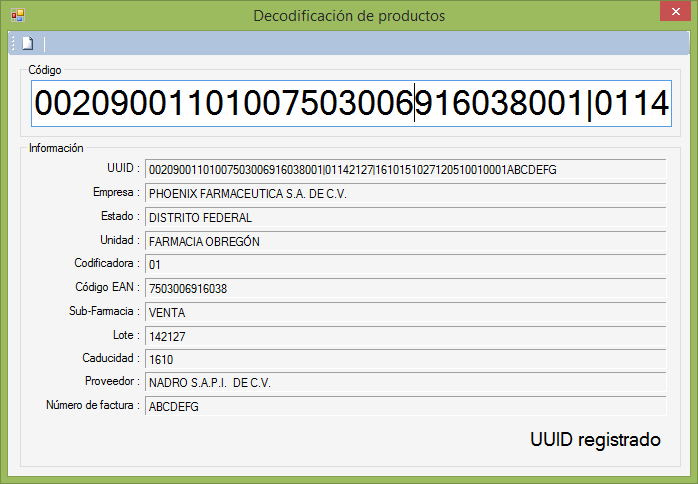 Decodificación de productos
Código
00209001101007503006916038001|0114
Información
UUID : 00209001101007503006916038001|01142127|1610151027120510010001ABCDEFG
Empresa : PHOENIX FARMACEUTICA S.A. DE C.V.
Estado : DISTRITO FEDERAL
Unidad : FARMACIA OBREGÓN
Codificadora : 01
Código EAN : 7503006916038
Sub-Farmacia : VENTA
Lote : 142127
Caducidad : 1610
Proveedor : NADRO S.A.P.I. DE C.V.
Número de factura : ABCDEFG
UUID registrado